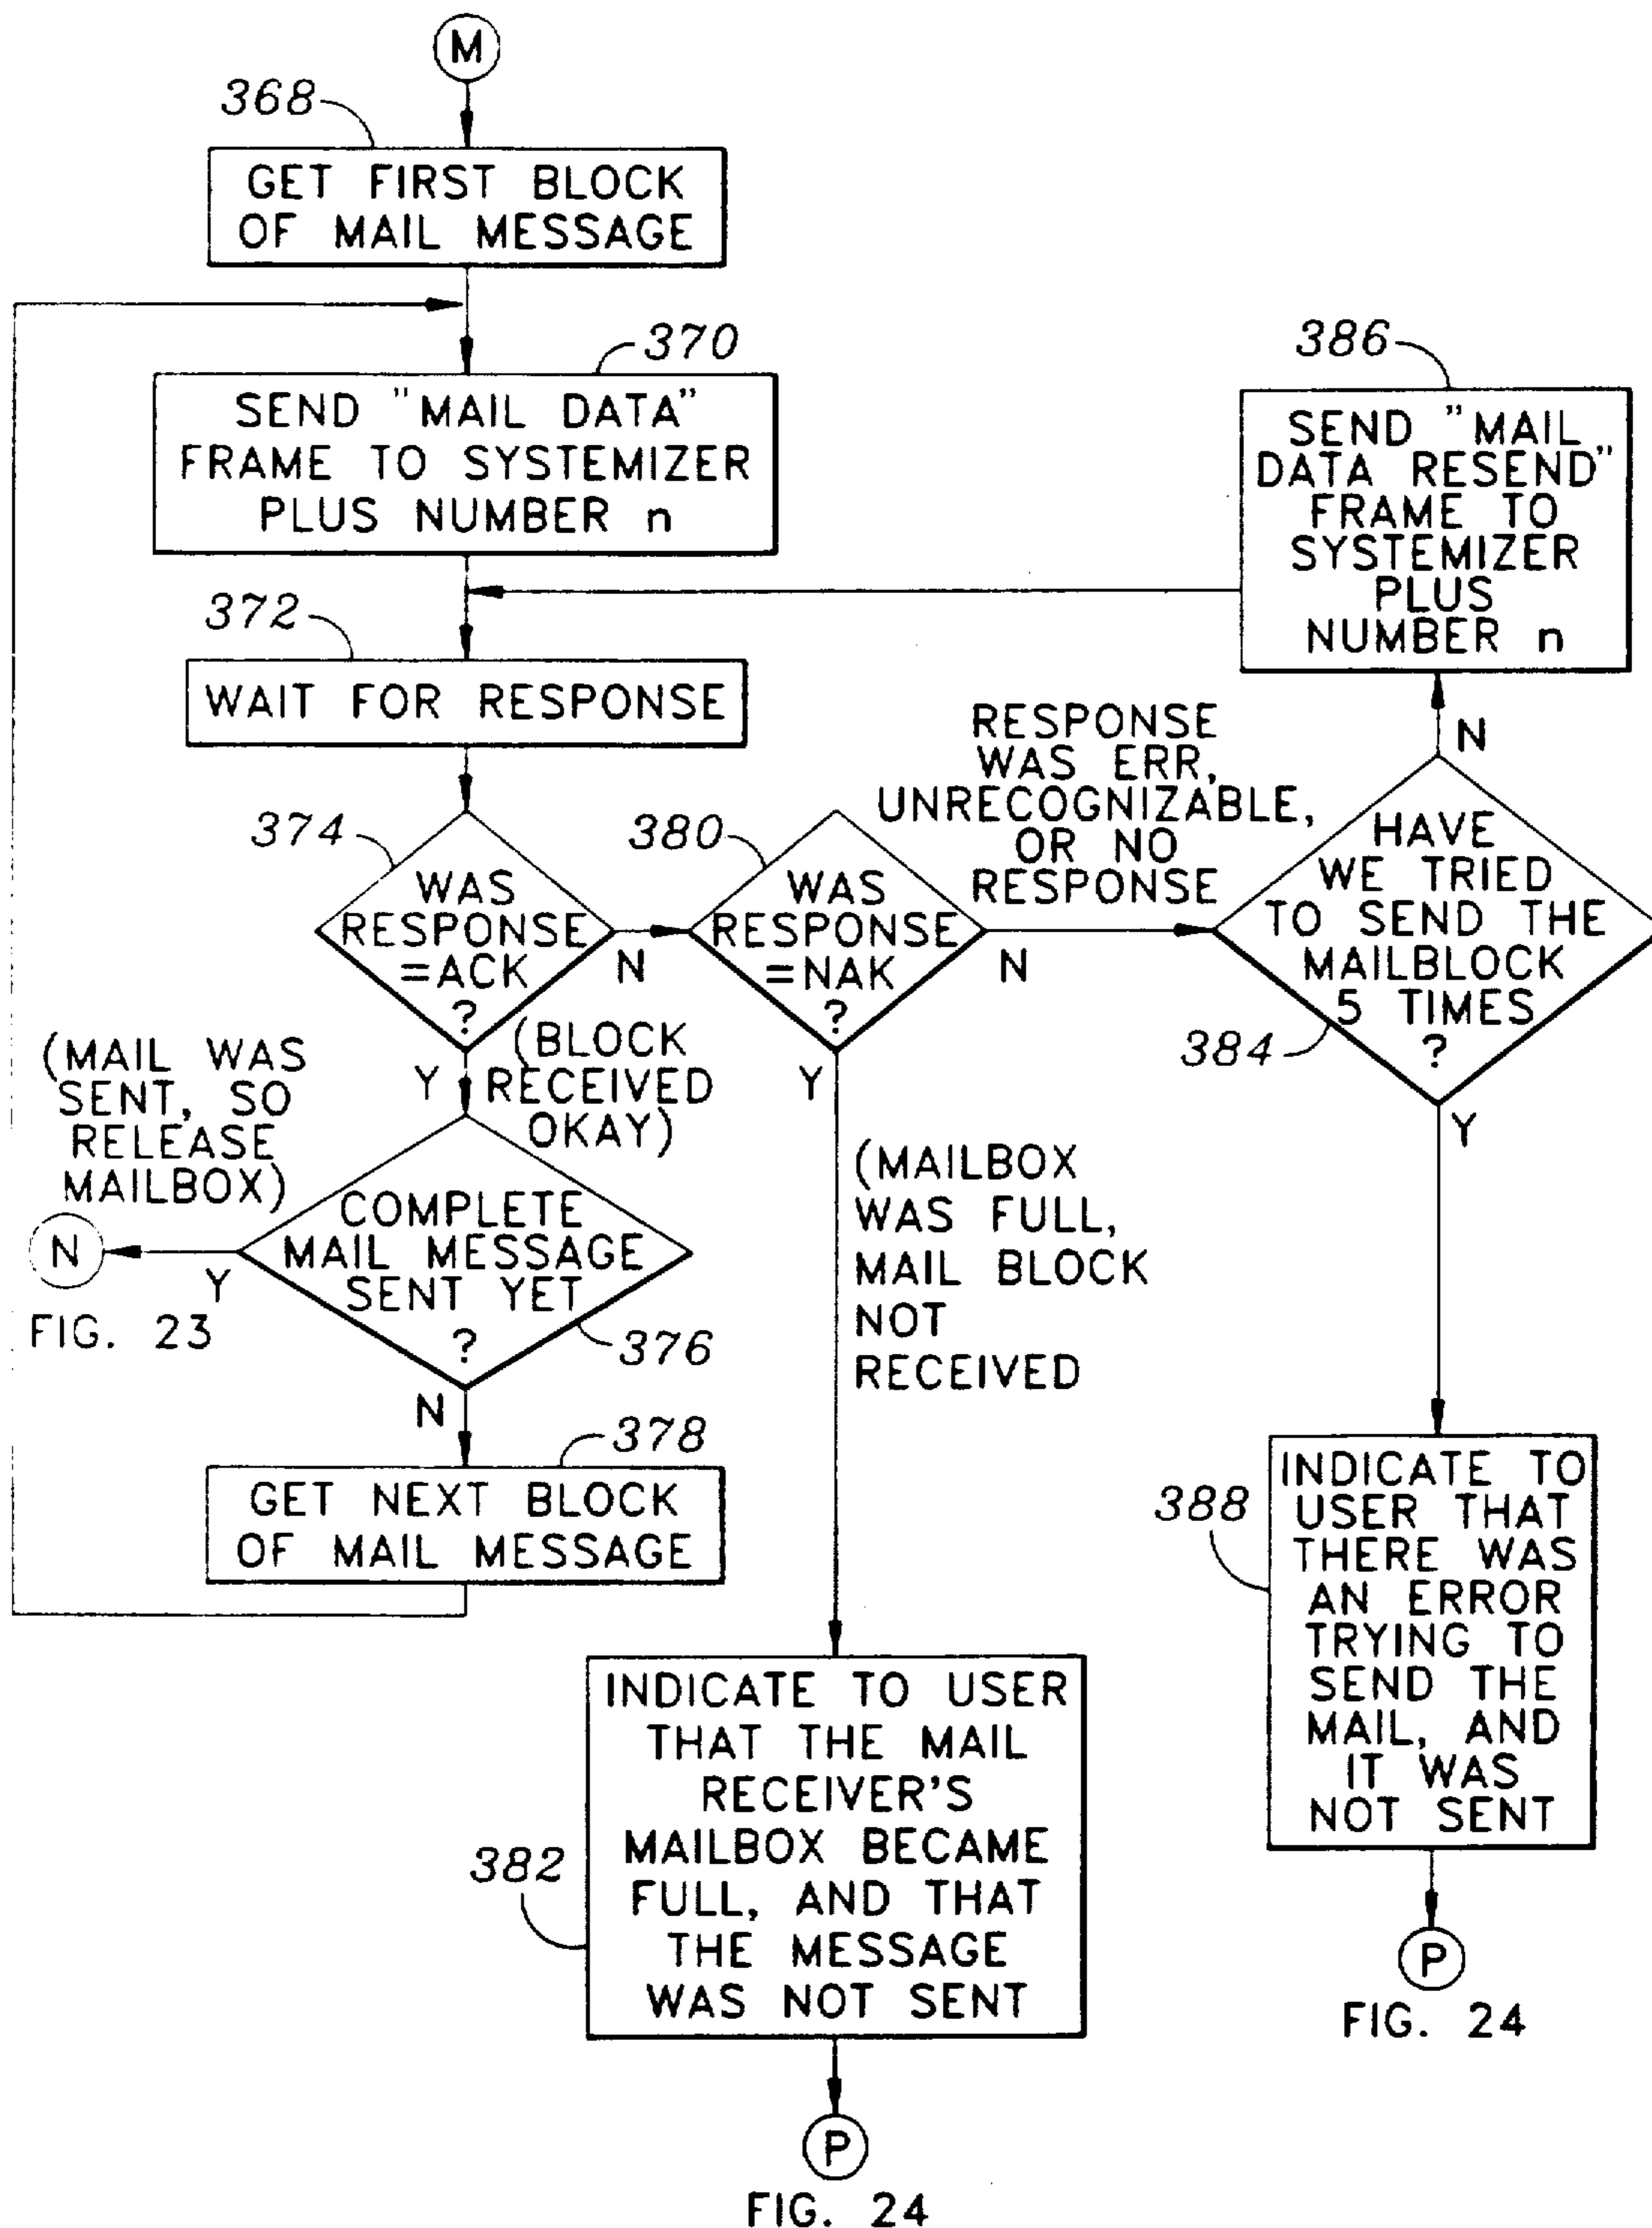 M
368
GET FIRST BLOCK
OF MAIL MESSAGE
370
SEND "MAIL DATA"
FRAME TO SYSTEMIZER
PLUS NUMBER n
386
SEND "MAIL
DATA RESEND"
FRAME TO
SYSTEMIZER
PLUS
NUMBER n
372
WAIT FOR RESPONSE
374
WAS
RESPONSE
=ACK
?
N
380
WAS
RESPONSE
=NAK
?
RESPONSE
WAS ERR,
UNRECOGNIZABLE,
OR NO
RESPONSE
N
N
HAVE
WE TRIED
TO SEND THE
MAILBLOCK
5 TIMES
?
384
Y
(BLOCK
RECEIVED
OKAY)
Y
Y
(MAIL WAS
SENT, SO
RELEASE
MAILBOX)
N
Y
FIG. 23
COMPLETE
MAIL MESSAGE
SENT YET
?
376
(MAILBOX
WAS FULL,
MAIL BLOCK
NOT
RECEIVED
N
378
GET NEXT BLOCK
OF MAIL MESSAGE
388
INDICATE TO
USER THAT
THERE WAS
AN ERROR
TRYING TO
SEND THE
MAIL, AND
IT WAS
NOT SENT
382
INDICATE TO USER
THAT THE MAIL
RECEIVER'S
MAILBOX BECAME
FULL, AND THAT
THE MESSAGE
WAS NOT SENT
P
FIG. 24
P
FIG. 24